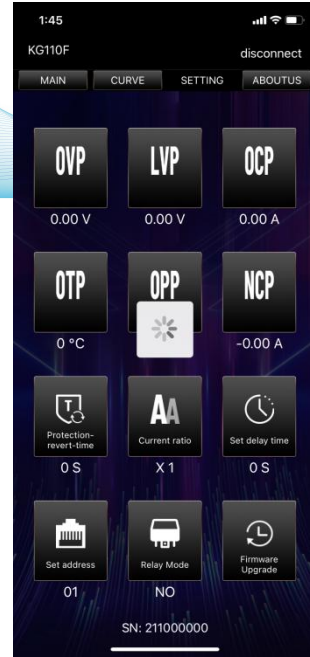 1:45
KG110F
disconnect
MAIN CURVE SETTING ABOUTUS
OVP LVP OCP
0.00 V 0.00 V 0.00 A
OTP OPP NCP
0 °C -0.00 A
Protection-revert-time Current ratio Set delay time
0 S X 1 0 S
Set address Relay Mode Firmware Upgrade
01 NO
SN: 211000000